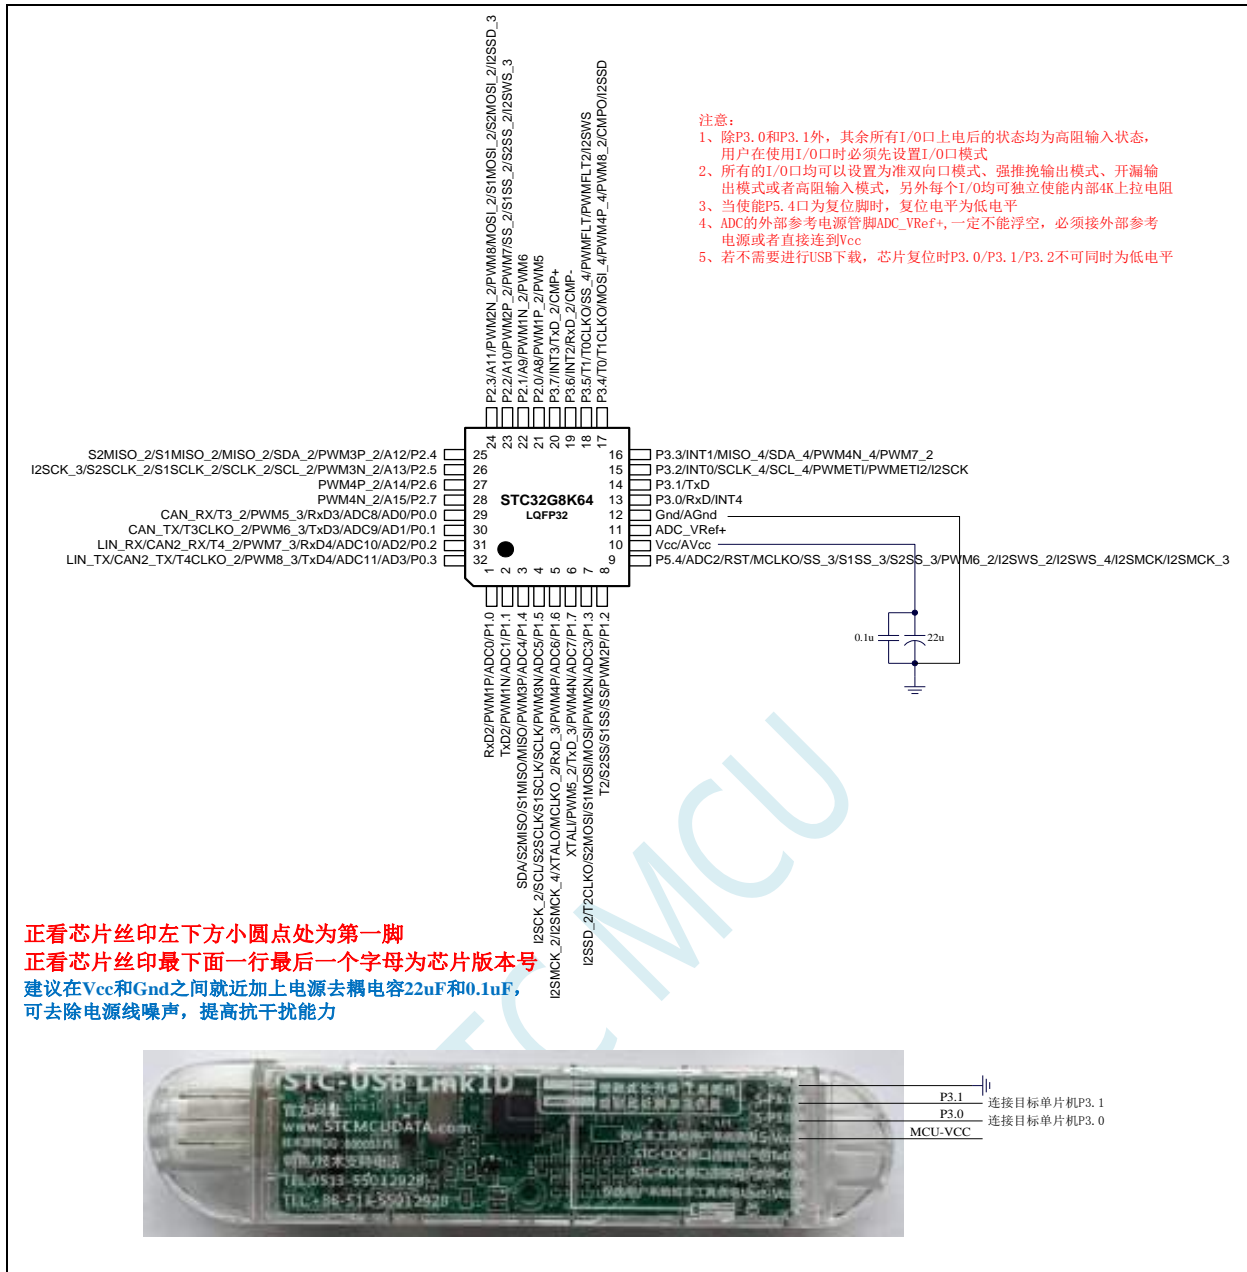 P2.3/A11/PWM2N_2/PWM8/MOSI_2/S1MOSI_2/S2MOSI_2/I2SSD_3
P2.2/A10/PWM2P_2/PWM7/SS_2/S1SS_2/S2SS_2/I2SWS_3
P2.1/A9/PWM1N_2/PWM6
P2.0/A8/PWM1P_2/PWM5
P3.7/INT3/TxD_2/CMP+
P3.6/INT2/RxD_2/CMP-
P3.5/T1/T0CLKO/SS_4/PWMFLT/PWMFLT2/I2SWS
P3.4/T0/T1CLKO/MOSI_4/PWM4P_4/PWM8_2/CMPO/I2SSD
注意：
1、除P3.0和P3.1外，其余所有I/O口上电后的状态均为高阻输入状态，
用户在使用I/O口时必须先设置I/O口模式
2、所有的I/O口均可以设置为准双向口模式、强推挽输出模式、开漏输
出模式或者高阻输入模式，另外每个I/O均可独立使能内部4K上拉电阻
3、当使能P5.4口为复位脚时，复位电平为低电平
4、ADC的外部参考电源管脚ADC_VRef+,一定不能浮空，必须接外部参考
电源或者直接连到Vcc
5、若不需要进行USB下载，芯片复位时P3.0/P3.1/P3.2不可同时为低电平
24 23 22 21 20 19 18 17
S2MISO_2/S1MISO_2/MISO_2/SDA_2/PWM3P_2/A12/P2.4 25
I2SCK_3/S2SCLK_2/S1SCLK_2/SCLK_2/SCL_2/PWM3N_2/A13/P2.5 26
PWM4P_2/A14/P2.6 27
PWM4N_2/A15/P2.7 28
CAN_RX/T3_2/PWM5_3/RxD3/ADC8/AD0/P0.0 29
CAN_TX/T3CLKO_2/PWM6_3/TxD3/ADC9/AD1/P0.1 30
LIN_RX/CAN2_RX/T4_2/PWM7_3/RxD4/ADC10/AD2/P0.2 31
LIN_TX/CAN2_TX/T4CLKO_2/PWM8_3/TxD4/ADC11/AD3/P0.3 32
STC32G8K64
LQFP32
16 P3.3/INT1/MISO_4/SDA_4/PWM4N_4/PWM7_2
15 P3.2/INT0/SCLK_4/SCL_4/PWMETI/PWMETI2/I2SCK
14 P3.1/TxD
13 P3.0/RxD/INT4
12 Gnd/AGnd
11 ADC_VRef+
10 Vcc/AVcc
9 P5.4/ADC2/RST/MCLKO/SS_3/S1SS_3/S2SS_3/PWM6_2/I2SWS_2/I2SWS_4/I2SMCK/I2SMCK_3
1 2 3 4 5 6 7 8
RxD2/PWM1P/ADC0/P1.0
TxD2/PWM1N/ADC1/P1.1
SDA/S2MISO/S1MISO/MISO/PWM3P/ADC4/P1.4
I2SCK_2/SCL/S2SCLK/S1SCLK/SCLK/PWM3N/ADC5/P1.5
I2SMCK_2/I2SMCK_4/XTALO/MCLKO_2/RxD_3/PWM4P/ADC6/P1.6
XTALI/PWM5_2/TxD_3/PWM4N/ADC7/P1.7
I2SSD_2/T2CLKO/S2MOSI/S1MOSI/MOSI/PWM2N/ADC3/P1.3
T2/S2SS/S1SS/SS/PWM2P/P1.2
0.1u
22u
STC MCU
正看芯片丝印左下方小圆点处为第一脚
正看芯片丝印最下面一行最后一个字母为芯片版本号
建议在Vcc和Gnd之间就近加上电源去耦电容22uF和0.1uF，
可去除电源线噪声，提高抗干扰能力
STC-USB Link1D
www.STCMCUDATA.com
TEL:0513-55012928
TEL:+86-513-55012928
P3.1 连接目标单片机P3.1
P3.0 连接目标单片机P3.0
MCU-VCC